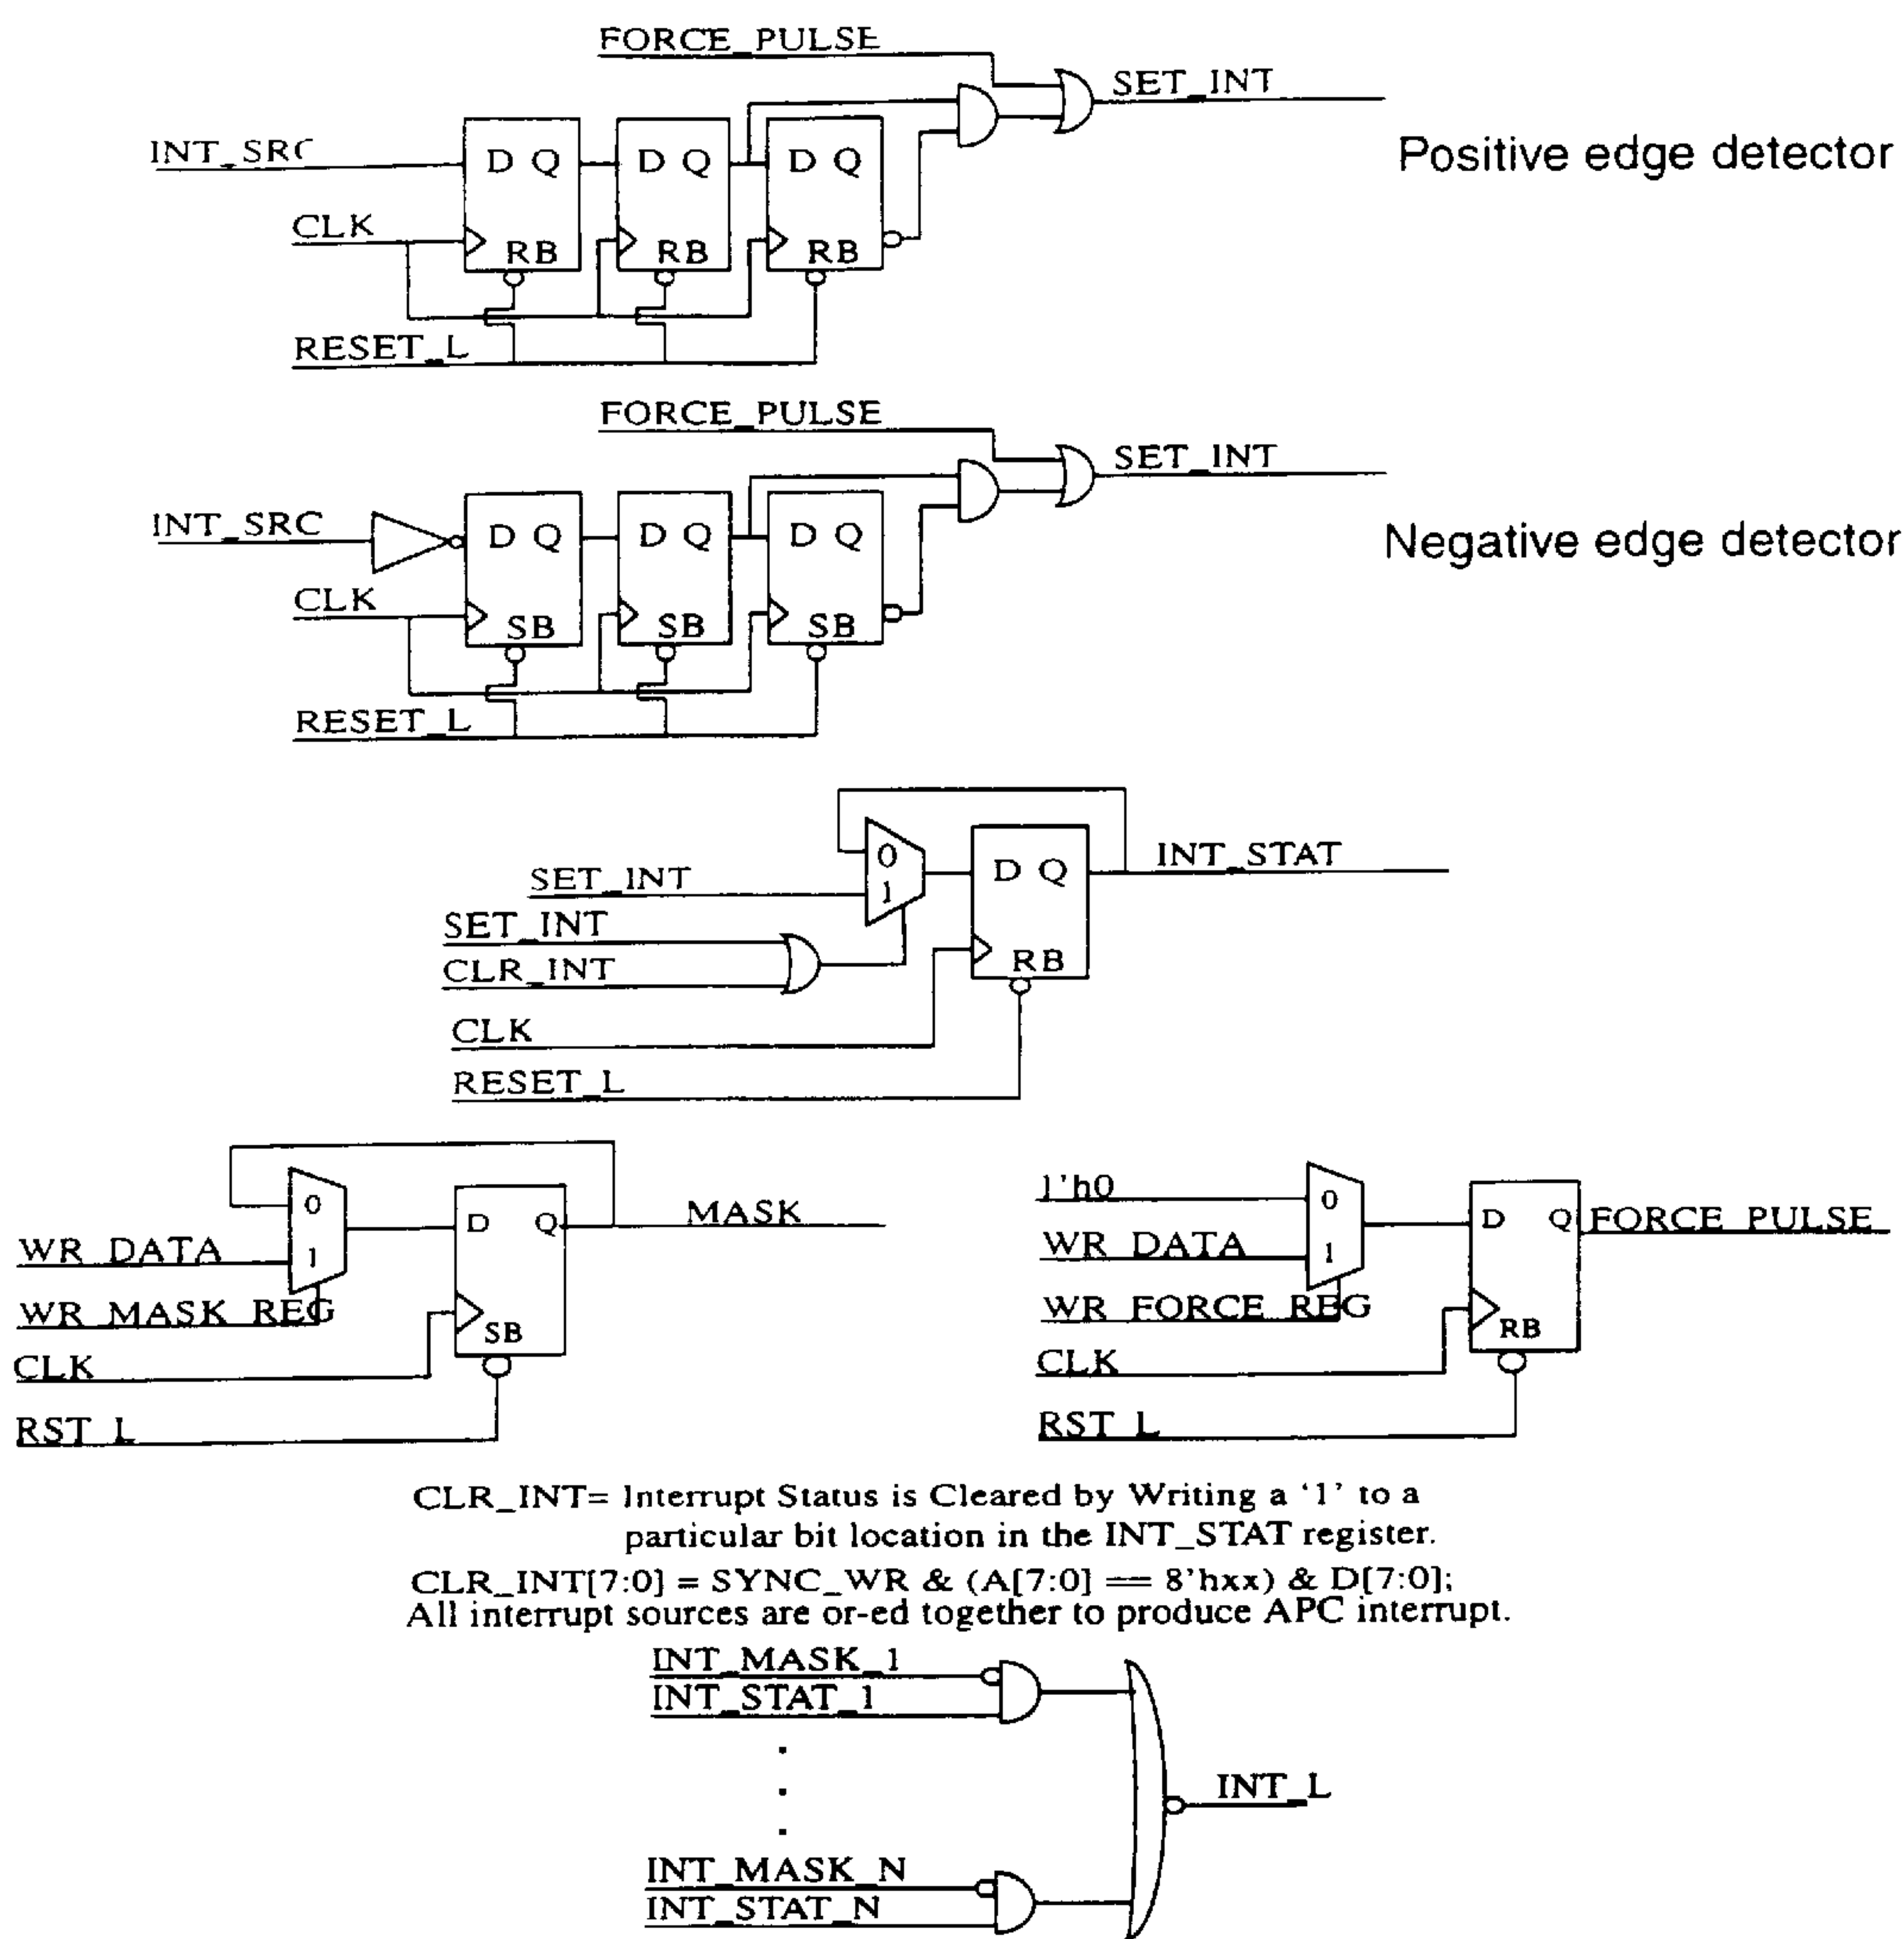 FORCE_PULSE
SET_INT
INT_SRC
D Q
D Q
D Q
Positive edge detector
CLK
RB
RB
RB
RESET_L
FORCE_PULSE
SET_INT
INT_SRC
D Q
D Q
D Q
Negative edge detector
CLK
SB
SB
SB
RESET_L
0
1
D Q
INT_STAT
SET_INT
SET_INT
CLR_INT
RB
CLK
RESET_L
0
1
D Q
MASK
WR_DATA
WR_MASK_REG
SB
CLK
RST_L
1'h0
0
1
D Q
FORCE_PULSE
WR_DATA
WR_FORCE_REG
RB
CLK
RST_L
CLR_INT= Interrupt Status is Cleared by Writing a ‘1’ to a
particular bit location in the INT_STAT register.
CLR_INT[7:0] = SYNC_WR & (A[7:0] == 8'hxx) & D[7:0];
All interrupt sources are or-ed together to produce APC interrupt.
INT_MASK_1
INT_STAT_1
INT_L
INT_MASK_N
INT_STAT_N